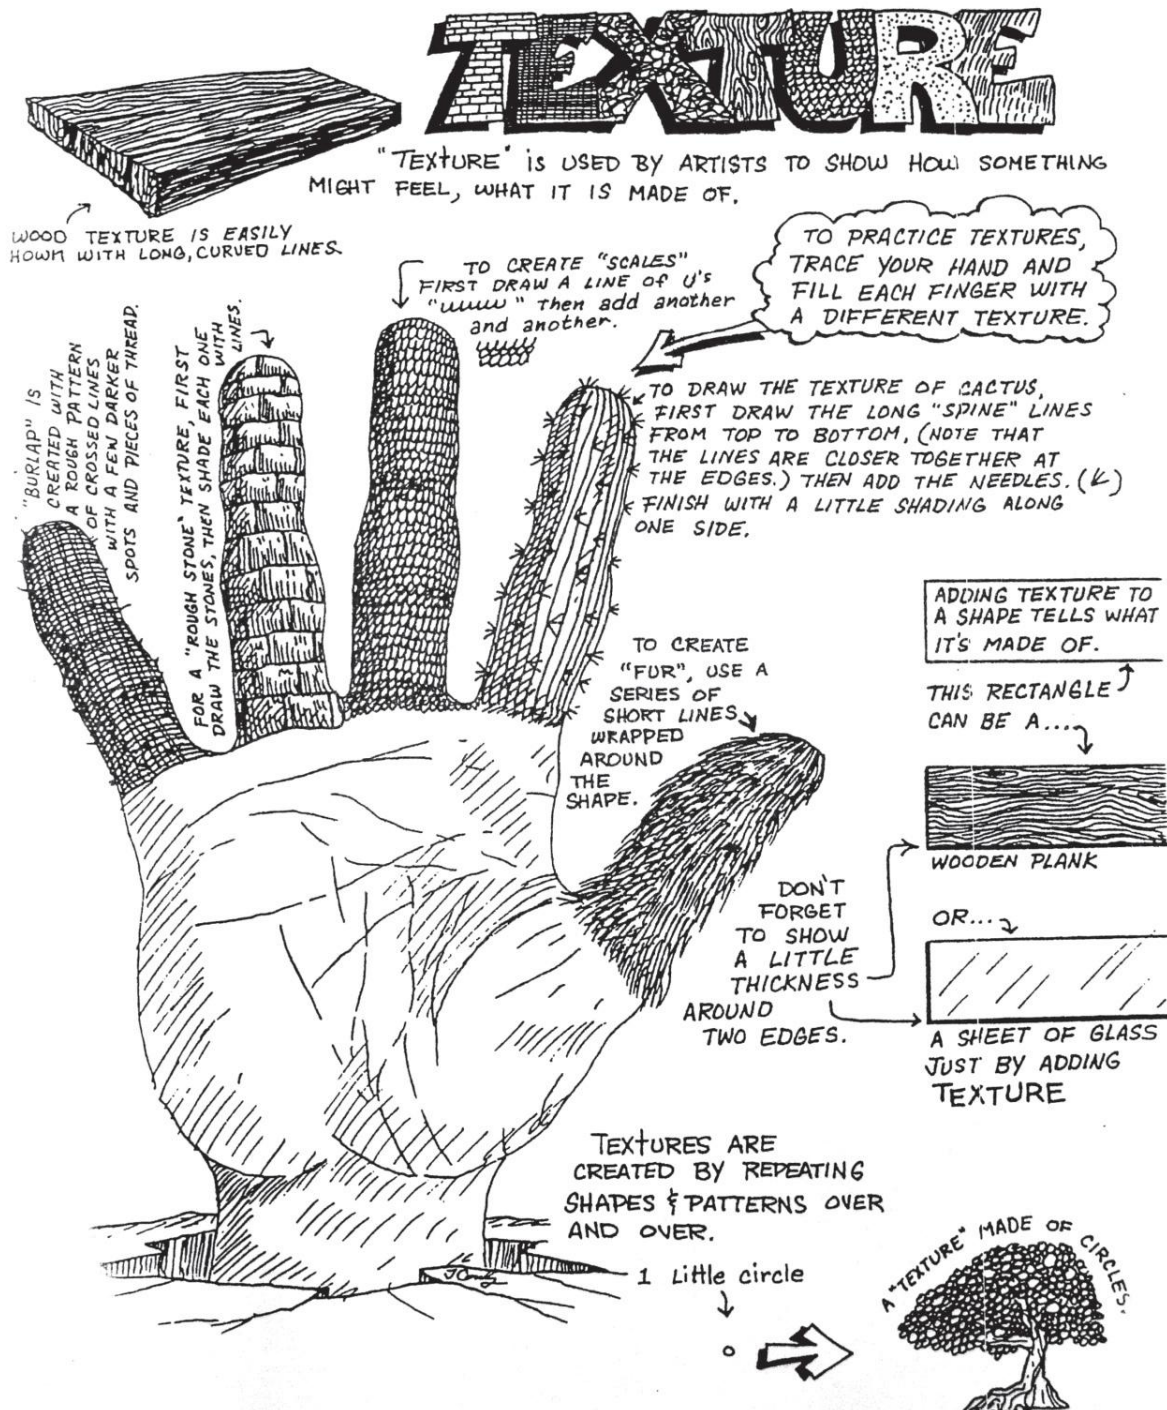 TEXTURE
"TEXTURE" IS USED BY ARTISTS TO SHOW HOW SOMETHING
MIGHT FEEL, WHAT IT IS MADE OF.
WOOD TEXTURE IS EASILY
HOWN WITH LONG, CURVED LINES.
TO PRACTICE TEXTURES,
TRACE YOUR HAND AND
FILL EACH FINGER WITH
A DIFFERENT TEXTURE.
TO CREATE "SCALES"
FIRST DRAW A LINE OF U's
"uuuuu" Then add another
and another.
"BURLAP" IS
CREATED WITH
A ROUGH PATTERN
OF CROSSED LINES
WITH A FEW DARKER
SPOTS AND PIECES OF THREAD.
FOR A "ROUGH STONE" TEXTURE, FIRST
DRAW THE STONES, THEN SHADE EACH ONE
WITH
LINES.
TO DRAW THE TEXTURE OF CACTUS,
FIRST DRAW THE LONG "SPINE" LINES
FROM TOP TO BOTTOM, (NOTE THAT
THE LINES ARE CLOSER TOGETHER AT
THE EDGES.) THEN ADD THE NEEDLES. ( )
FINISH WITH A LITTLE SHADING ALONG
ONE SIDE.
TO CREATE
"FUR", USE A
SERIES OF
SHORT LINES
WRAPPED
AROUND
THE
SHAPE.
ADDING TEXTURE TO
A SHAPE TELLS WHAT
IT'S MADE OF.
THIS RECTANGLE
CAN BE A....
WOODEN PLANK
OR...
A SHEET OF GLASS
JUST BY ADDING
TEXTURE
DON'T
FORGET
TO SHOW
A LITTLE
THICKNESS
AROUND
TWO EDGES.
TEXTURES ARE
CREATED BY REPEATING
SHAPES & PATTERNS OVER
AND OVER.
1 Little circle
A "TEXTURE" MADE OF CIRCLES.